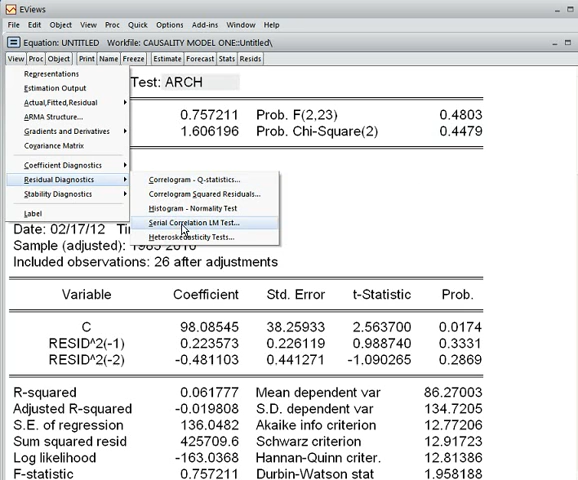 EViews
File Edit Object View Proc Quick Options Add-ins Window Help
Equation: UNTITLED Workfile: CAUSALITY MODEL ONE::Untitled\
View Proc Object Print Name Freeze Estimate Forecast Stats Resids
Representations
Estimation Output
Actual,Fitted,Residual
ARMA Structure...
Gradients and Derivatives
Covariance Matrix
Coefficient Diagnostics
Residual Diagnostics
Stability Diagnostics
Label
Correlogram - Q-statistics...
Correlogram Squared Residuals...
Histogram - Normality Test
Serial Correlation LM Test...
Heteroskedasticity Tests...
Test: ARCH
0.757211 Prob. F(2,23) 0.4803
1.606196 Prob. Chi-Square(2) 0.4479
Date: 02/17/12
Sample (adjusted): 1985 2010
Included observations: 26 after adjustments
Variable Coefficient Std. Error t-Statistic Prob.
C 98.08545 38.25933 2.563700 0.0174
RESID^2(-1) 0.223573 0.226119 0.988740 0.3331
RESID^2(-2) -0.481103 0.441271 -1.090265 0.2869
R-squared 0.061777 Mean dependent var 86.27003
Adjusted R-squared -0.019808 S.D. dependent var 134.7205
S.E. of regression 136.0482 Akaike info criterion 12.77206
Sum squared resid 425709.6 Schwarz criterion 12.91723
Log likelihood -163.0368 Hannan-Quinn criter. 12.81386
F-statistic 0.757211 Durbin-Watson stat 1.958188